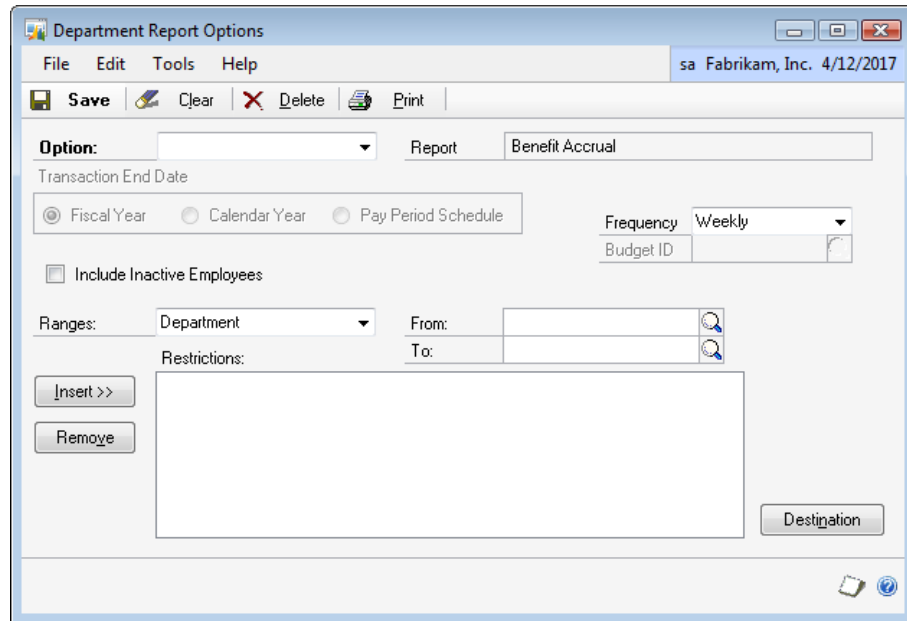 Department Report Options
File Edit Tools Help sa Fabrikam, Inc. 4/12/2017
Save Clear Delete Print
Option: Report Benefit Accrual
Transaction End Date
Fiscal Year Calendar Year Pay Period Schedule
Frequency Weekly
Budget ID
Include Inactive Employees
Ranges: Department From:
To:
Restrictions:
Insert >>
Remove
Destination